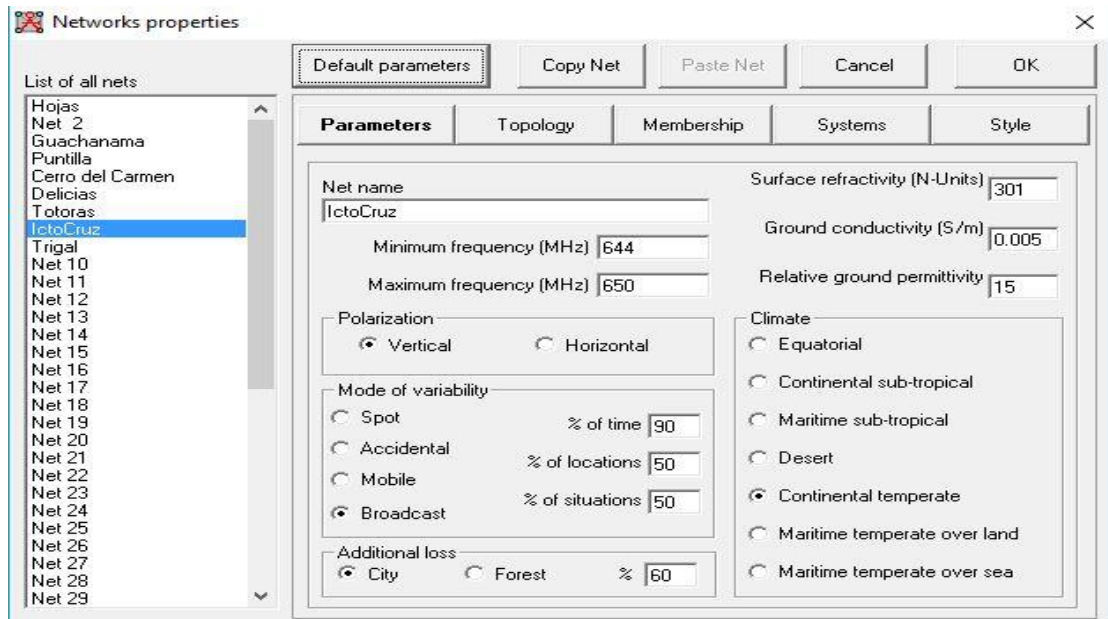 Networks properties
List of all nets
Hojas
Net 2
Guachanama
Puntilla
Cerro del Carmen
Delicias
Totoras
IctoCruz
Trigal
Net 10
Net 11
Net 12
Net 13
Net 14
Net 15
Net 16
Net 17
Net 18
Net 19
Net 20
Net 21
Net 22
Net 23
Net 24
Net 25
Net 26
Net 27
Net 28
Net 29
Default parameters
Copy Net
Paste Net
Cancel
OK
Parameters
Topology
Membership
Systems
Style
Net name
IctoCruz
Minimum frequency (MHz) 644
Maximum frequency (MHz) 650
Polarization
Vertical
Horizontal
Mode of variability
Spot
Accidental
Mobile
Broadcast
% of time 90
% of locations 50
% of situations 50
Additional loss
City
Forest
% 60
Surface refractivity (N-Units) 301
Ground conductivity (S/m) 0.005
Relative ground permittivity 15
Climate
Equatorial
Continental sub-tropical
Maritime sub-tropical
Desert
Continental temperate
Maritime temperate over land
Maritime temperate over sea